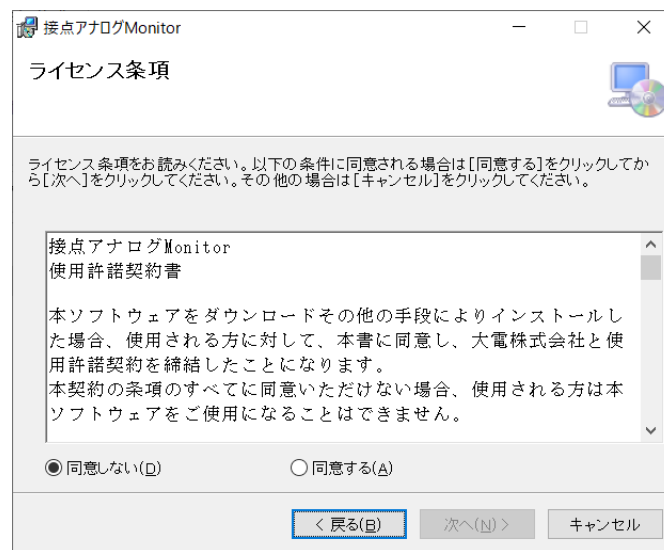 接点アナログMonitor
ライセンス条項
ライセンス条項をお読みください。以下の条件に同意される場合は[同意する]をクリックしてか
ら[次へ]をクリックしてください。その他の場合は[キャンセル]をクリックしてください。
接点アナログMonitor
使用許諾契約書
本ソフトウェアをダウンロードその他の手段によりインストールし
た場合、使用される方に対して、本書に同意し、大電株式会社と使
用許諾契約を締結したことになります。
本契約の条項のすべてに同意いただけない場合、使用される方は本
ソフトウェアをご使用になることはできません。
同意しない(D)
同意する(A)
< 戻る(B)
次へ(N) >
キャンセル